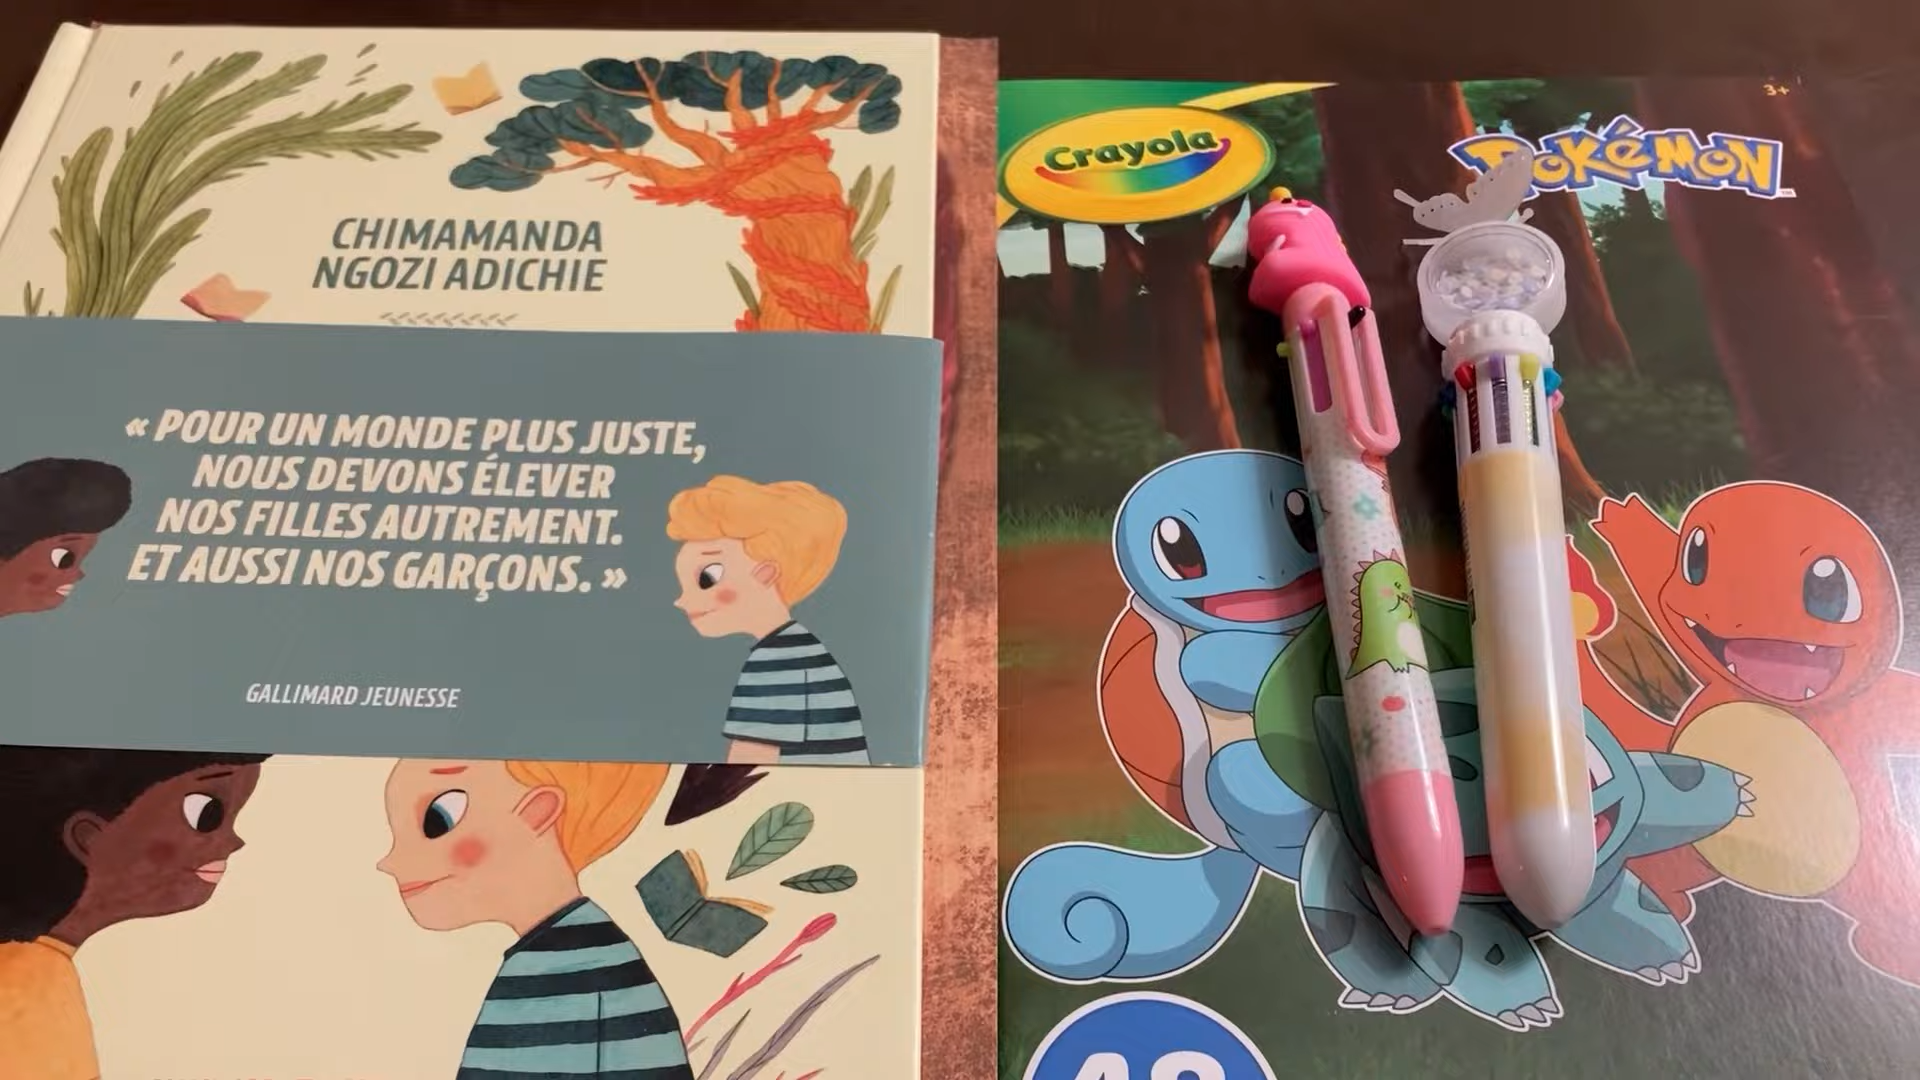 CHIMAMANDA
NGOZI ADICHIE
« POUR UN MONDE PLUS JUSTE,
NOUS DEVONS ÉLEVER
NOS FILLES AUTREMENT.
ET AUSSI NOS GARÇONS. »
GALLIMARD JEUNESSE
Crayola
3+
POKéMON
48